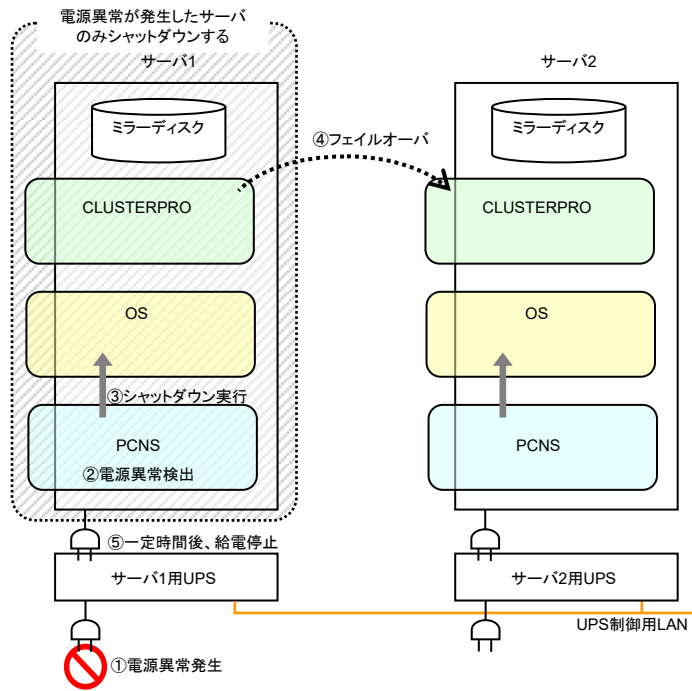 電源異常が発生したサーバ
のみシャットダウンする
サーバ1
サーバ2
ミラーディスク
ミラーディスク
④フェイルオーバ
CLUSTERPRO
CLUSTERPRO
OS
OS
③シャットダウン実行
PCNS
PCNS
②電源異常検出
⑤一定時間後、給電停止
サーバ1用UPS
サーバ2用UPS
UPS制御用LAN
①電源異常発生